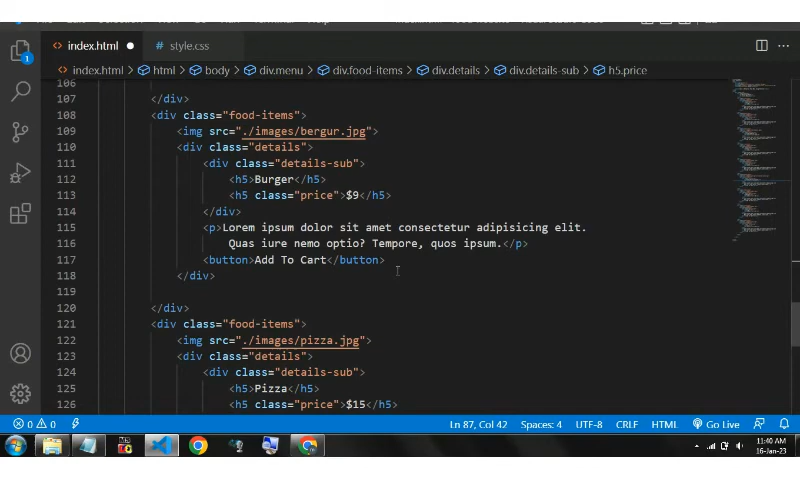 index.html
style.css
index.html > html > body > div.menu > div.food-items > div.details > div.details-sub > h5.price
106
107 </div>
108 <div class="food-items">
109 <img src="./images/bergur.jpg">
110 <div class="details">
111 <div class="details-sub">
112 <h5>Burger</h5>
113 <h5 class="price">$9</h5>
114 </div>
115 <p>Lorem ipsum dolor sit amet consectetur adipisicing elit.
116 Quas iure nemo optio? Tempore, quos ipsum.</p>
117 <button>Add To Cart</button>
118 </div>
119
120 </div>
121 <div class="food-items">
122 <img src="./images/pizza.jpg">
123 <div class="details">
124 <div class="details-sub">
125 <h5>Pizza</h5>
126 <h5 class="price">$15</h5>
1
0 0 Ln 87, Col 42 Spaces: 4 UTF-8 CRLF HTML Go Live
11:40 AM
16-Jan-23